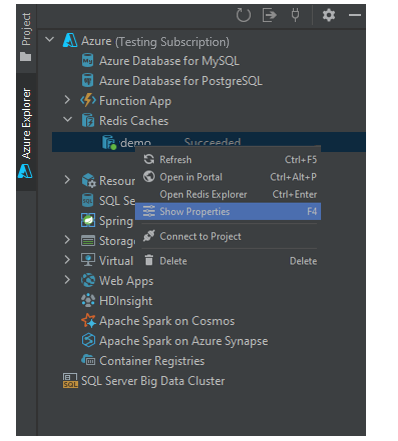 Project
Azure Explorer
Azure (Testing Subscription)
Azure Database for MySQL
Azure Database for PostgreSQL
Function App
Redis Caches
demo Succeeded
Refresh Ctrl+F5
Open in Portal Ctrl+Alt+P
Open Redis Explorer Ctrl+Enter
Show Properties F4
Connect to Project
Delete Delete
Resour
SQL Se
Spring
Storag
Virtual
Web Apps
HDInsight
Apache Spark on Cosmos
Apache Spark on Azure Synapse
Container Registries
SQL Server Big Data Cluster